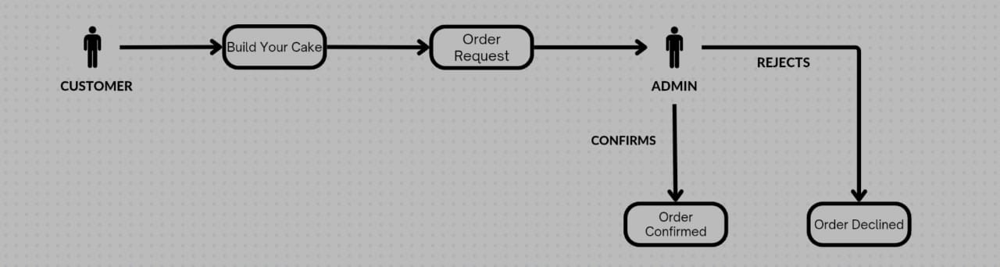 Build Your Cake
Order
Request
CUSTOMER
ADMIN
REJECTS
CONFIRMS
Order
Confirmed
Order Declined